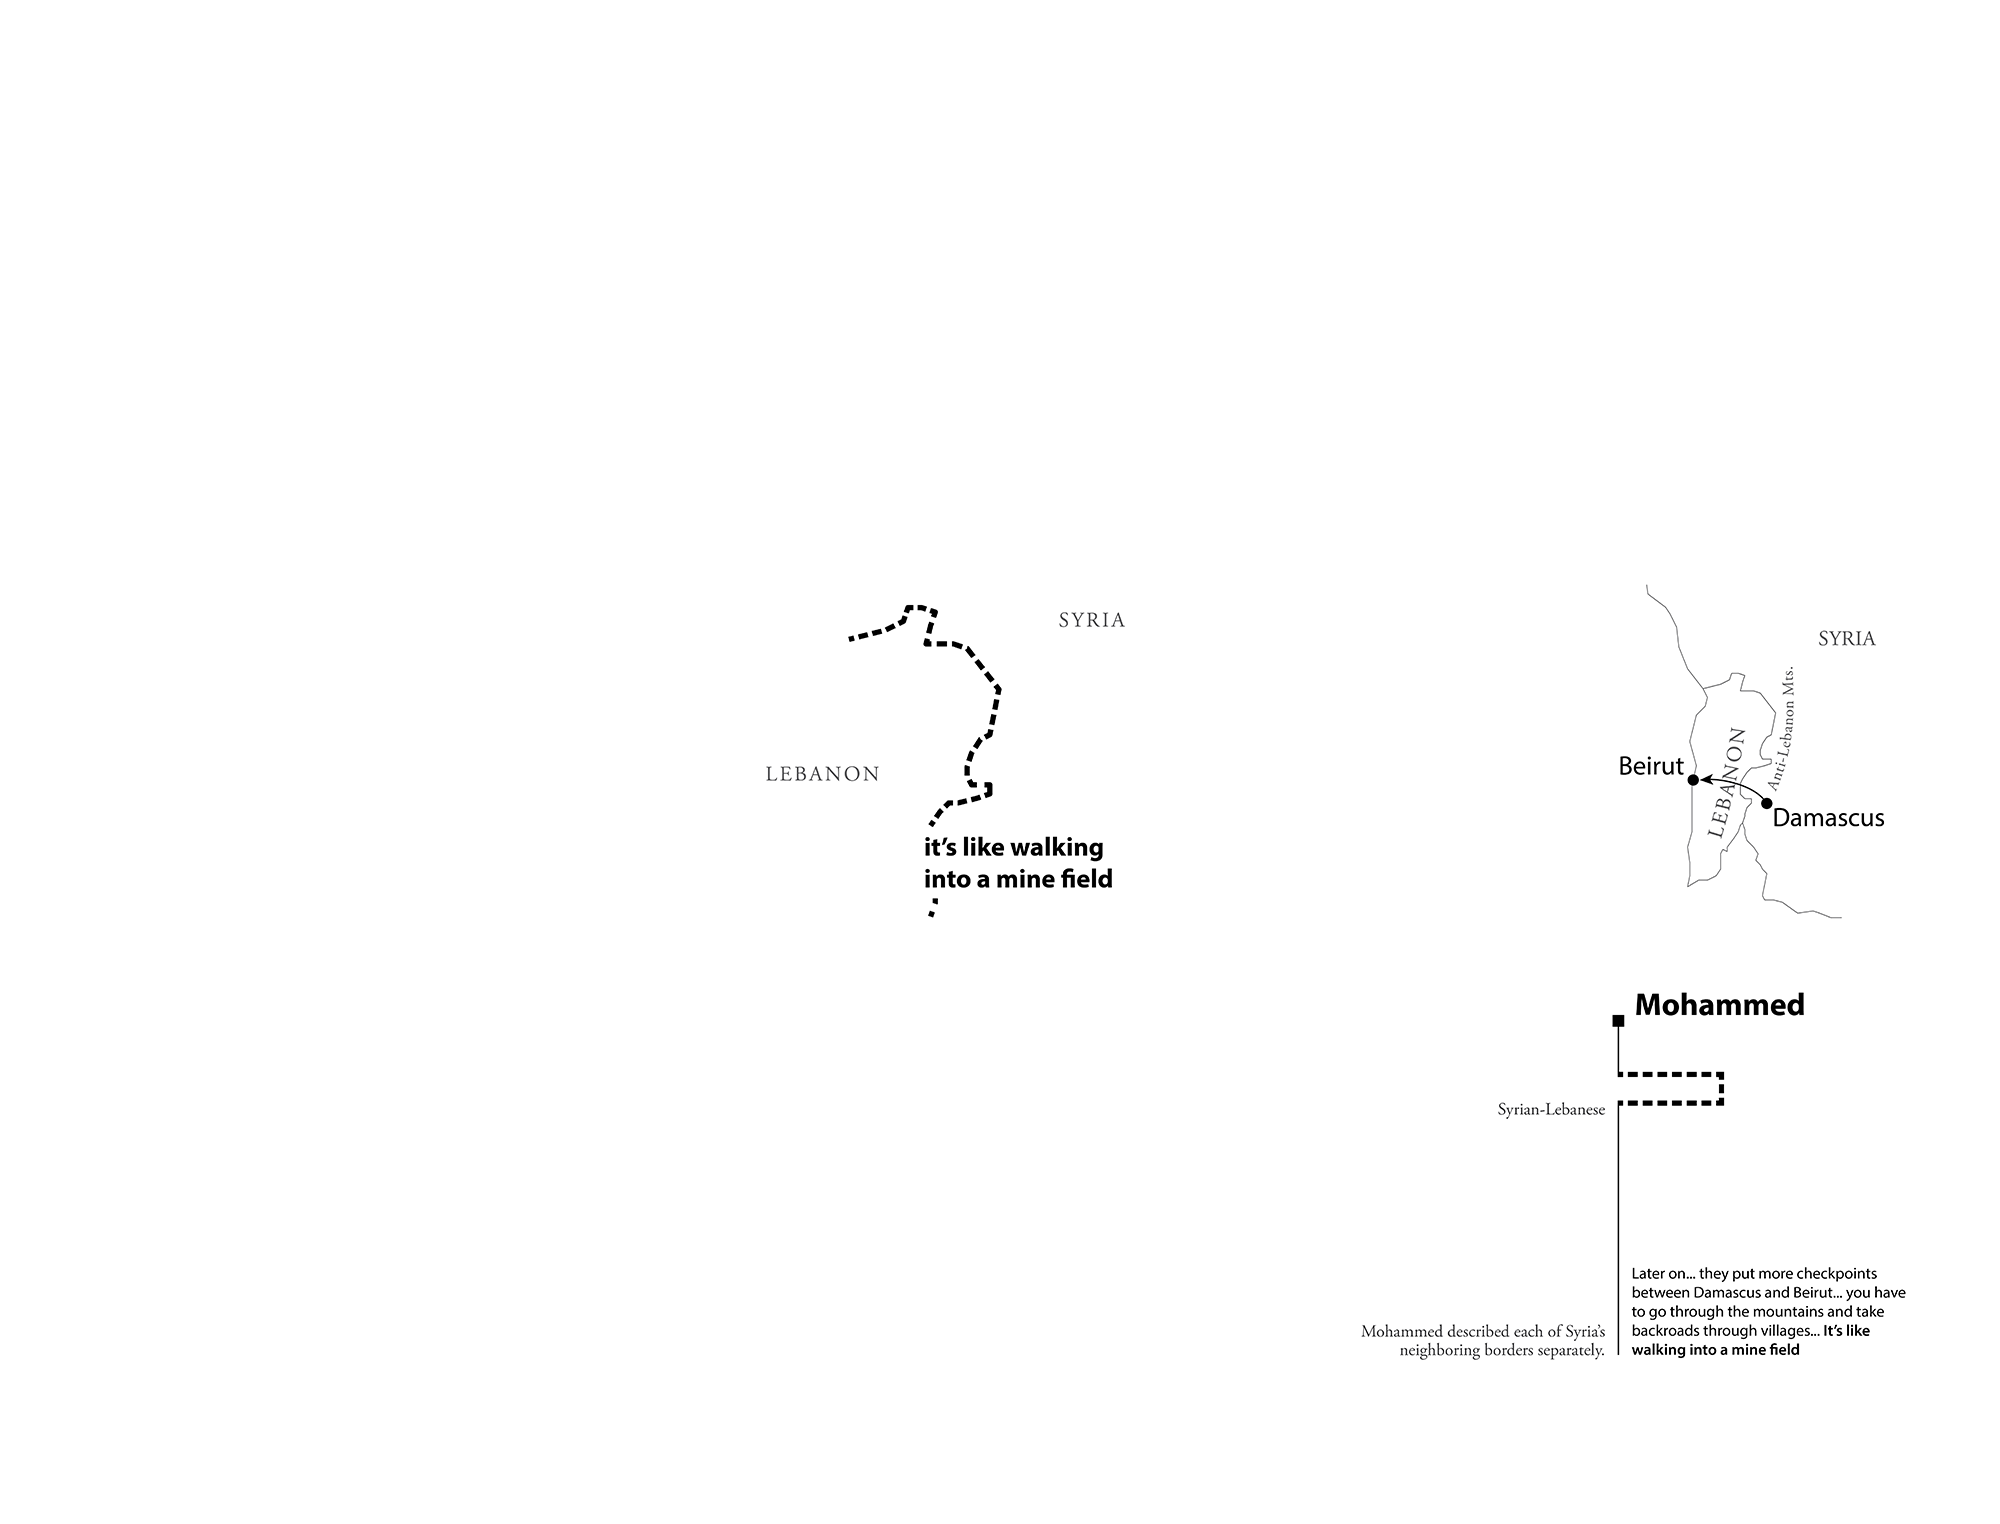 SYRIA
LEBANON
it’s like walking
into a mine field
SYRIA
Anti-Lebanon Mts.
LEBANON
Beirut
Damascus
Mohammed
Syrian-Lebanese
Mohammed described each of Syria’s
neighboring borders separately.
Later on... they put more checkpoints
between Damascus and Beirut... you have
to go through the mountains and take
backroads through villages... It’s like
walking into a mine field